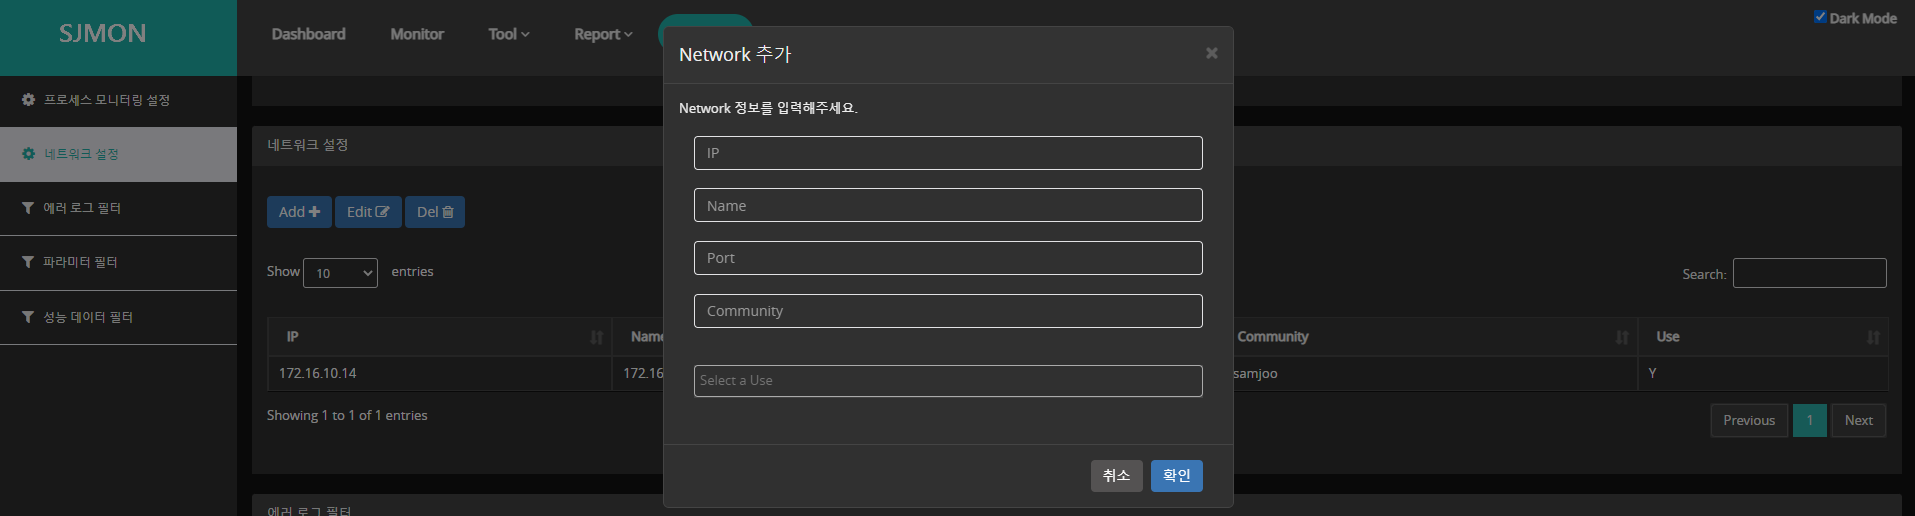 SJMON
Dashboard
Monitor
Tool
Report
Dark Mode
프로세스 모니터링 설정
네트워크 설정
에러 로그 필터
파라미터 필터
성능 데이터 필터
네트워크 설정
Add
Edit
Del
Show 10 entries
Search:
IP
Name
Community
Use
172.16.10.14
172.16
samjoo
Y
Showing 1 to 1 of 1 entries
Previous
1
Next
에러 로그 필터
Network 추가
×
Network 정보를 입력해주세요.
IP
Name
Port
Community
Select a Use
취소
확인